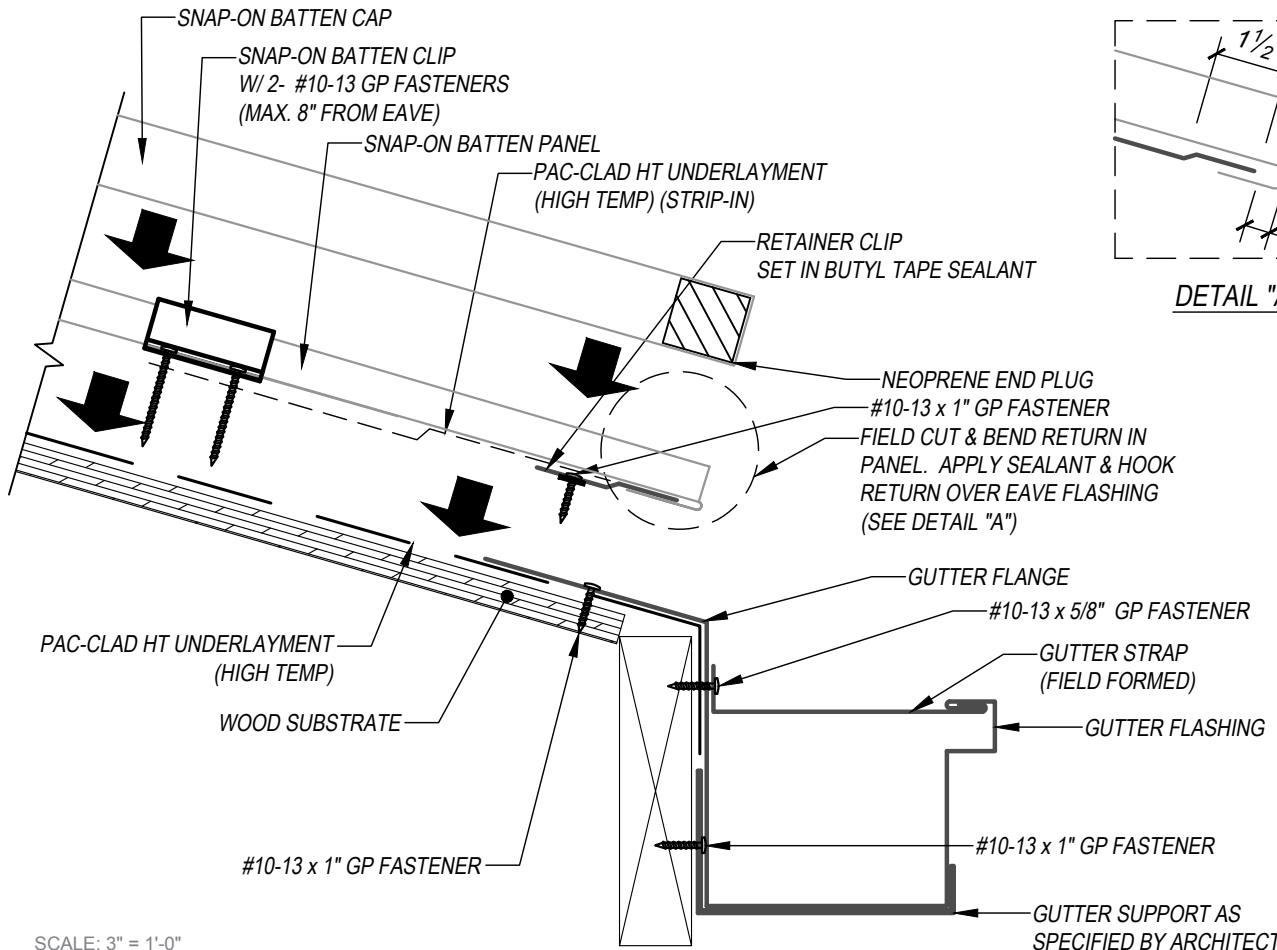 SNAP-ON BATTEN CAP
SNAP-ON BATTEN CLIP
W/ 2- #10-13 GP FASTENERS
(MAX. 8" FROM EAVE)
SNAP-ON BATTEN PANEL
PAC-CLAD HT UNDERLAYMENT
(HIGH TEMP) (STRIP-IN)
RETAINER CLIP
SET IN BUTYL TAPE SEALANT
1 1/2
DETAIL "A
NEOPRENE END PLUG
#10-13 x 1" GP FASTENER
FIELD CUT & BEND RETURN IN
PANEL. APPLY SEALANT & HOOK
RETURN OVER EAVE FLASHING
(SEE DETAIL "A")
GUTTER FLANGE
#10-13 x 5/8" GP FASTENER
GUTTER STRAP
(FIELD FORMED)
GUTTER FLASHING
PAC-CLAD HT UNDERLAYMENT
(HIGH TEMP)
WOOD SUBSTRATE
#10-13 x 1" GP FASTENER
#10-13 x 1" GP FASTENER
GUTTER SUPPORT AS
SPECIFIED BY ARCHITECT
SCALE: 3" = 1'-0"